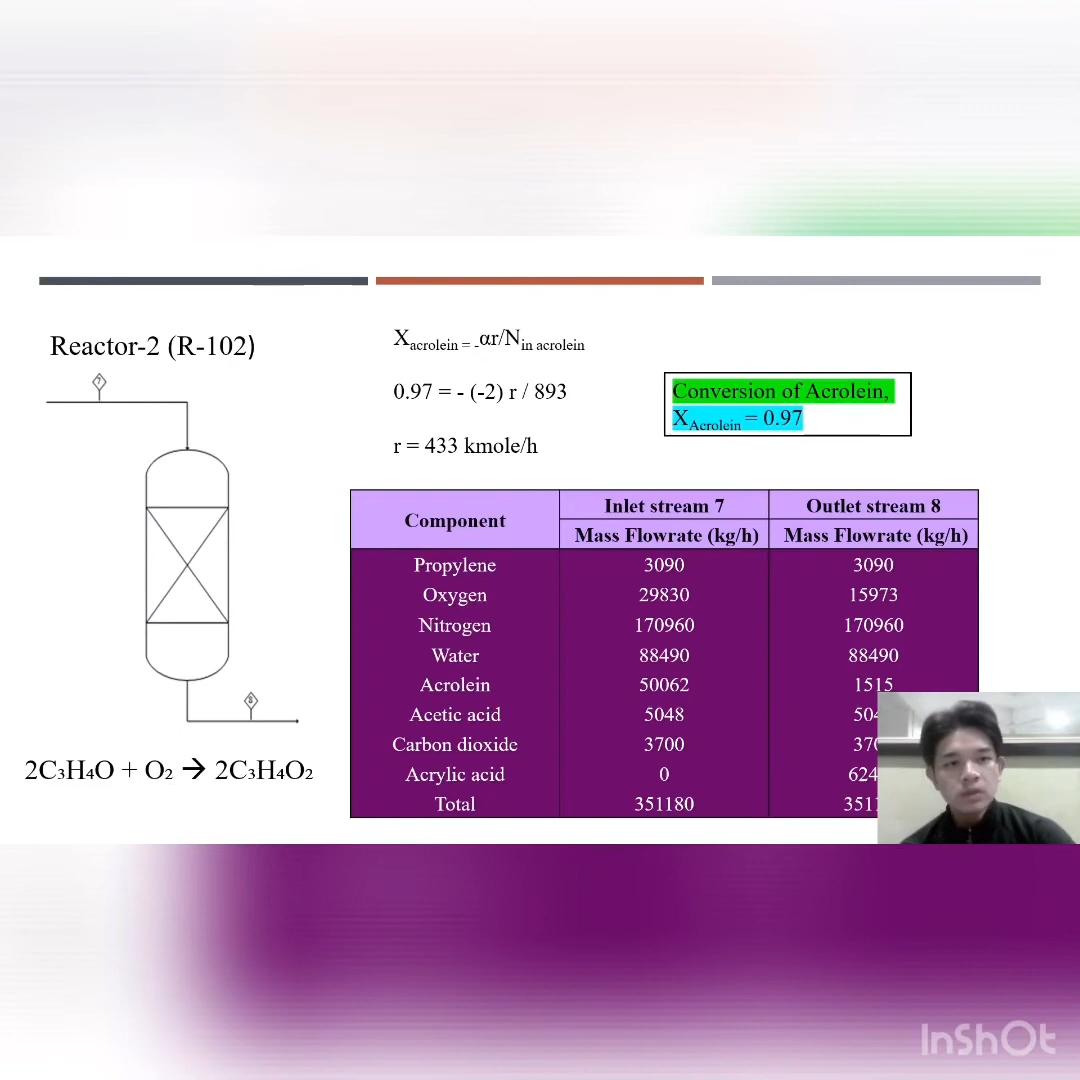 Reactor-2 (R-102)
7
8
2C₃H₄O + O₂ → 2C₃H₄O₂
Xacrolein = -αr/Nin acrolein
0.97 = - (-2) r / 893
r = 433 kmole/h
Conversion of Acrolein,
XAcrolein = 0.97
Component Inlet stream 7 Outlet stream 8
Mass Flowrate (kg/h) Mass Flowrate (kg/h)
Propylene 3090 3090
Oxygen 29830 15973
Nitrogen 170960 170960
Water 88490 88490
Acrolein 50062 1515
Acetic acid 5048
Carbon dioxide 3700
Acrylic acid 0
Total 351180
InShOt